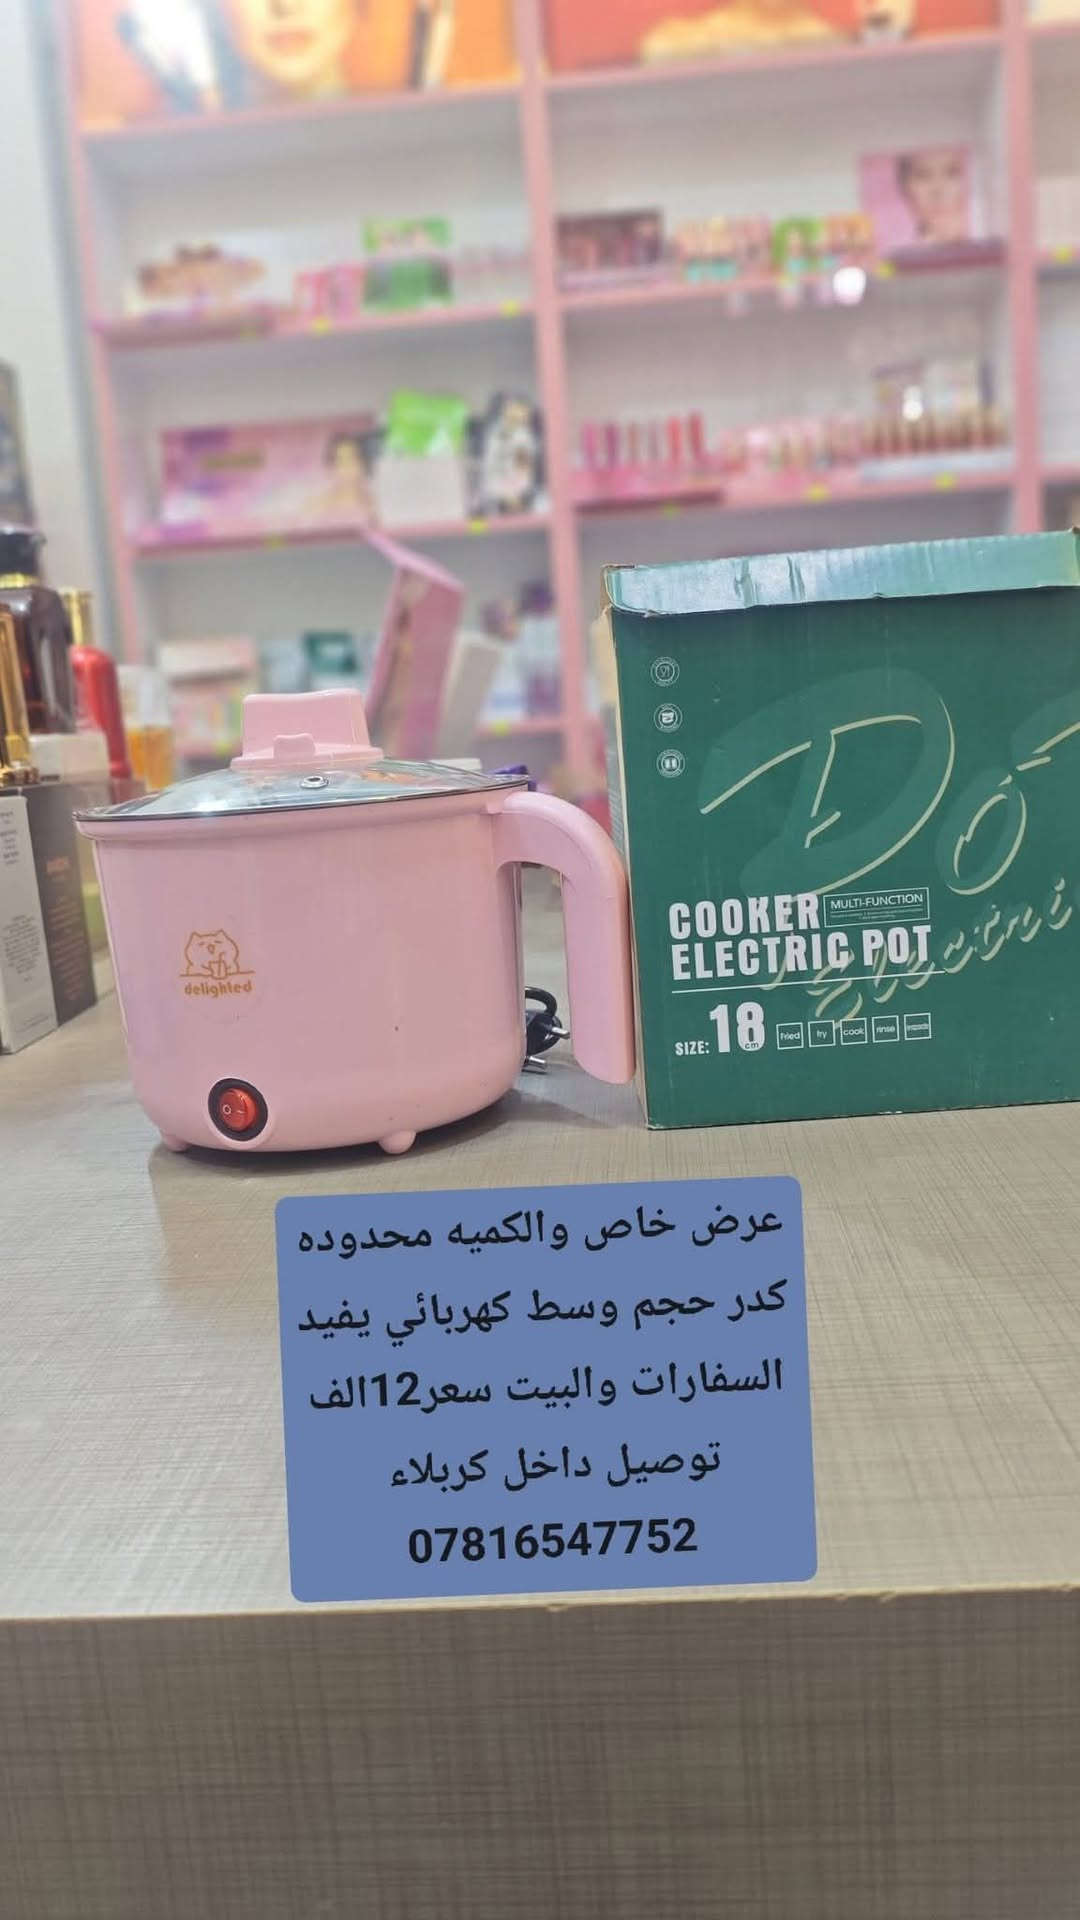 delighted
COOKER
MULTI-FUNCTION
ELECTRIC POT
SIZE: 18 cm
Fried
fry
cook
rinse
عرض خاص والكميه محدوده
كدر حجم وسط كهربائي يفيد
السفارات والبيت سعر12الف
توصيل داخل كربلاء
07816547752